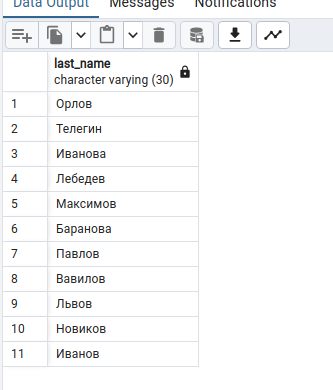 Data Output Messages Notifications
last_name
character varying (30)
1 Орлов
2 Телегин
3 Иванова
4 Лебедев
5 Максимов
6 Баранова
7 Павлов
8 Вавилов
9 Львов
10 Новиков
11 Иванов